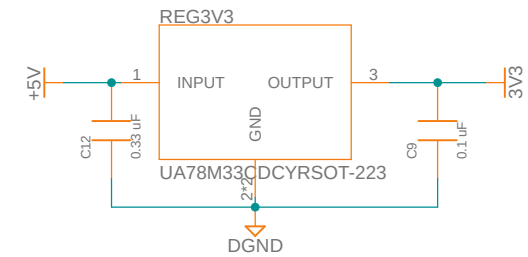 REG3V3
+5V
1
INPUT
OUTPUT
3
3V3
GND
C12
0.33 uF
C9
0.1 uF
UA78M33CDCYRSOT-223
2*2
DGND